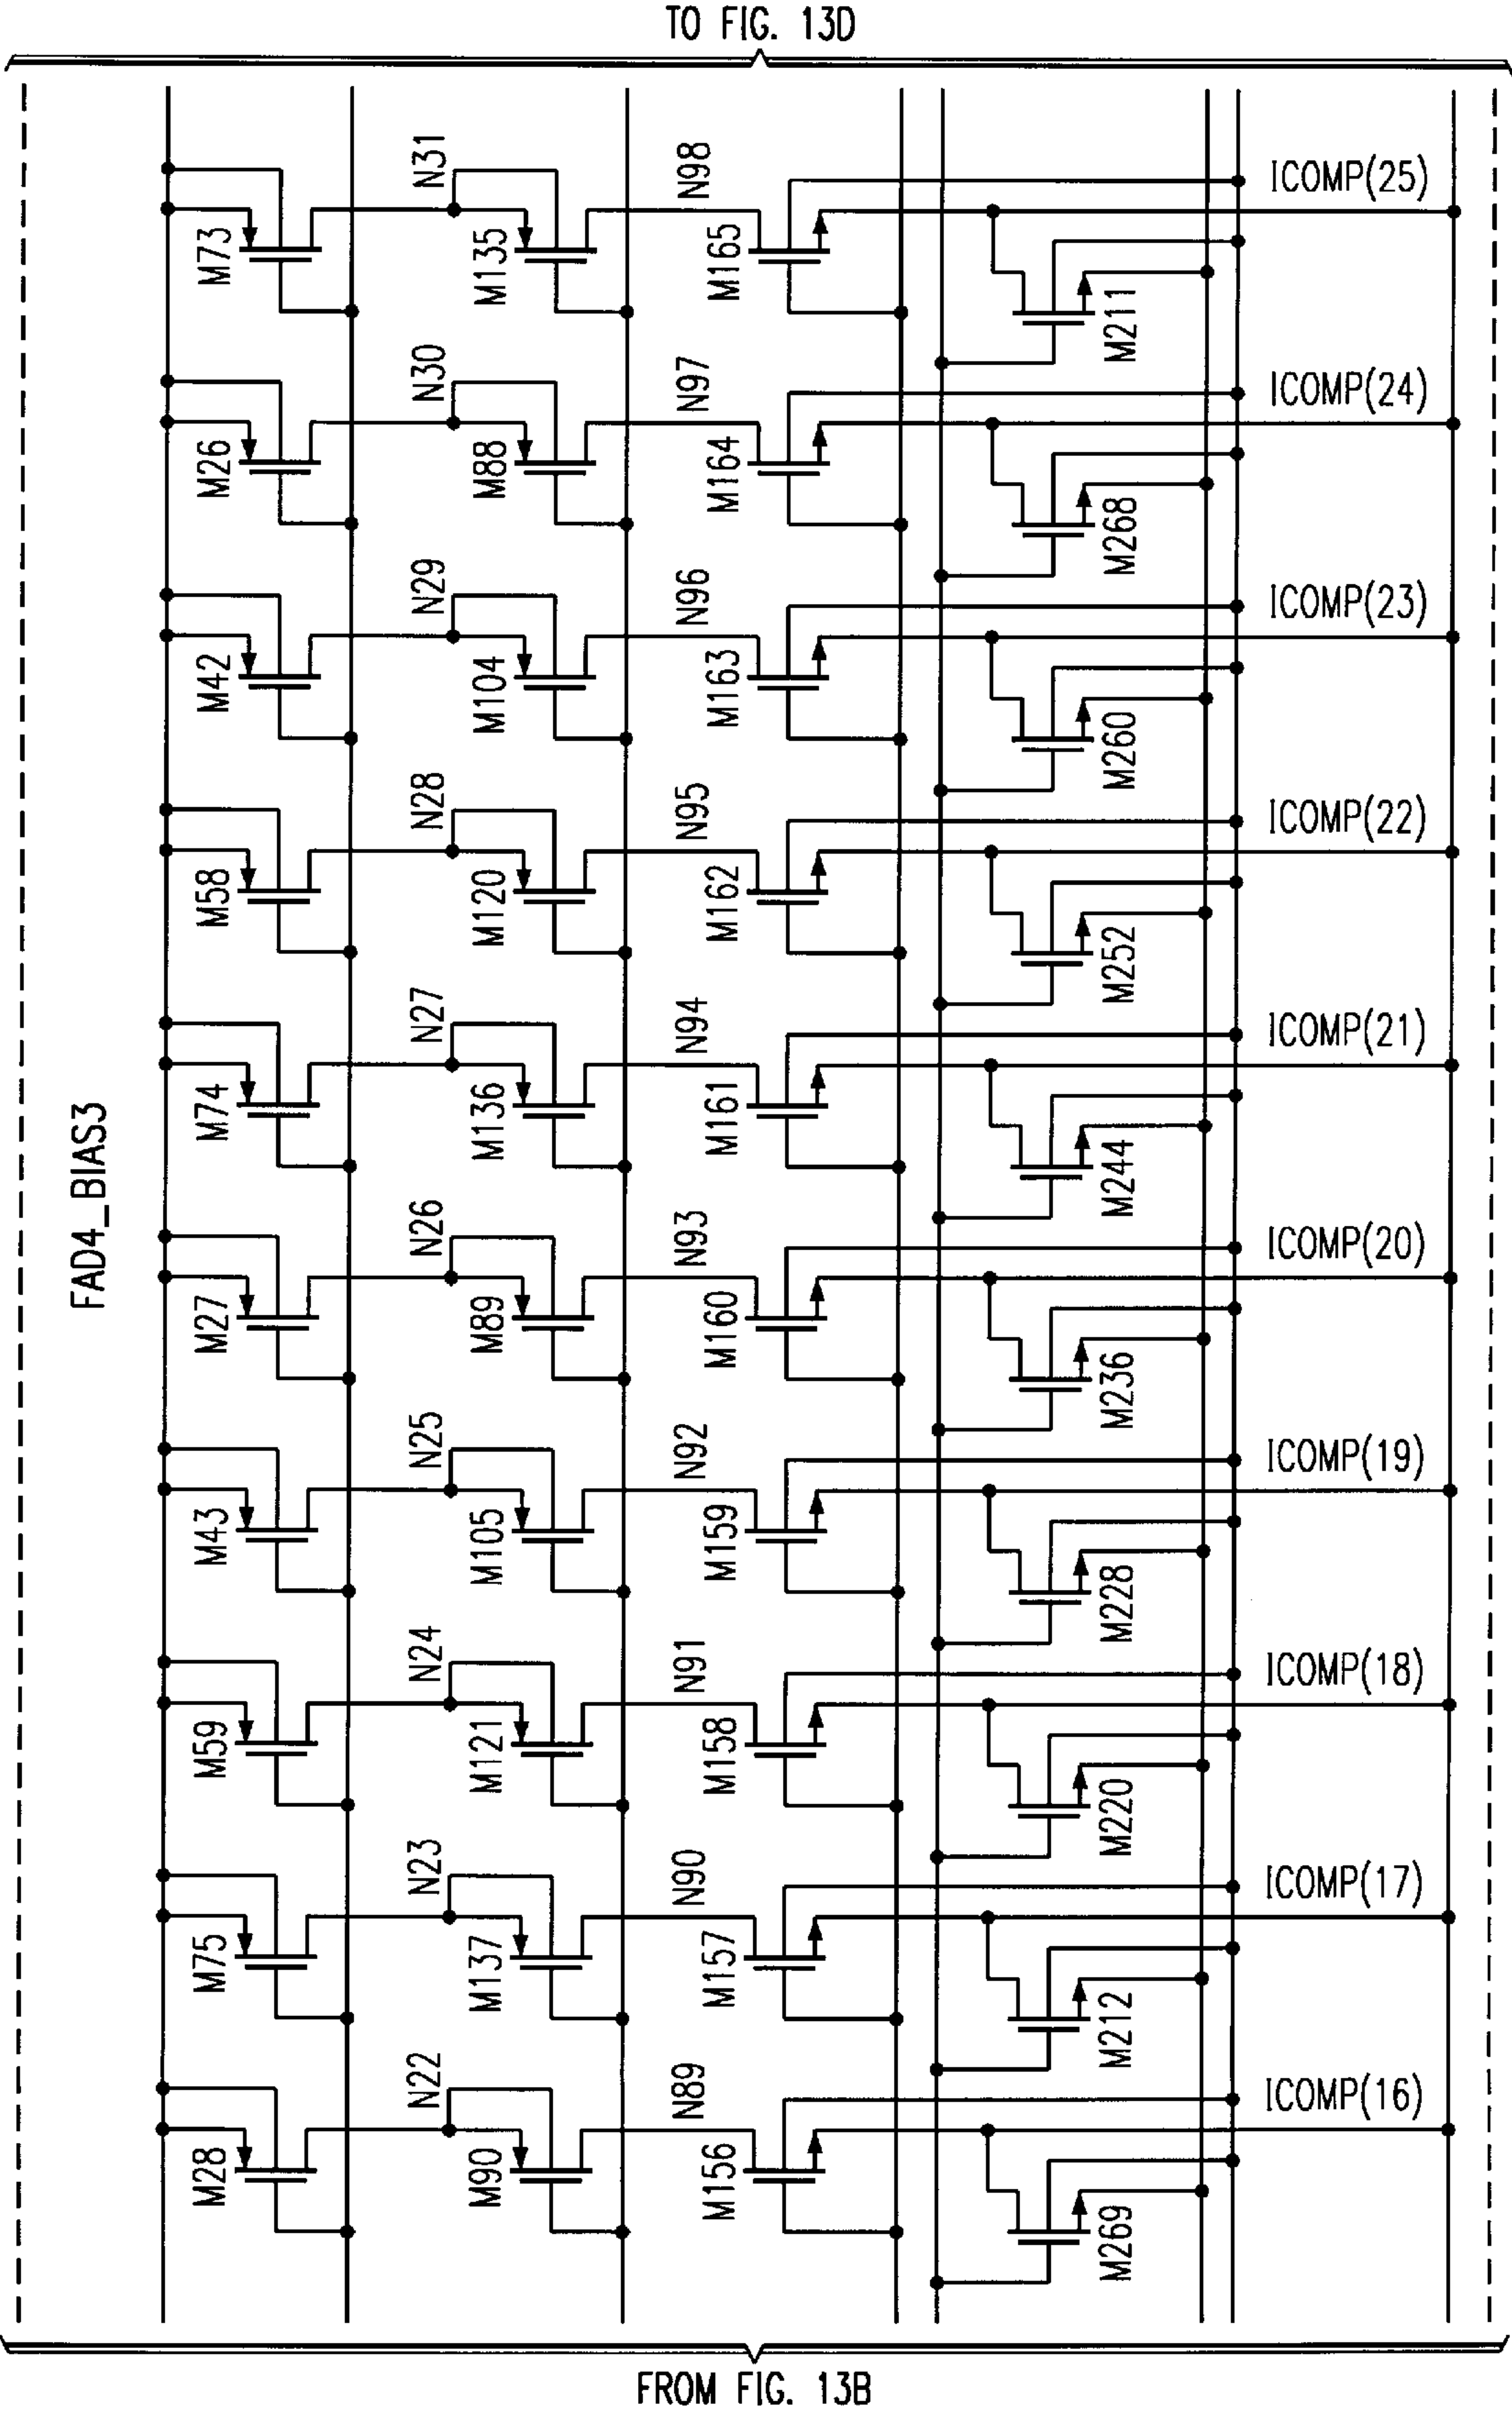 TO FIG. 13D
FAD4_BIAS3
M73
N31
M135
N98
M165
M211
ICOMP(25)
M26
N30
M88
N97
M164
M268
ICOMP(24)
M42
N29
M104
N96
M163
M260
ICOMP(23)
M58
N28
M120
N95
M162
M252
ICOMP(22)
M74
N27
M136
N94
M161
M244
ICOMP(21)
M27
N26
M89
N93
M160
M236
ICOMP(20)
M43
N25
M105
N92
M159
M228
ICOMP(19)
M59
N24
M121
N91
M158
M220
ICOMP(18)
M75
N23
M137
N90
M157
M212
ICOMP(17)
M28
N22
M90
N89
M156
M269
ICOMP(16)
FROM FIG. 13B